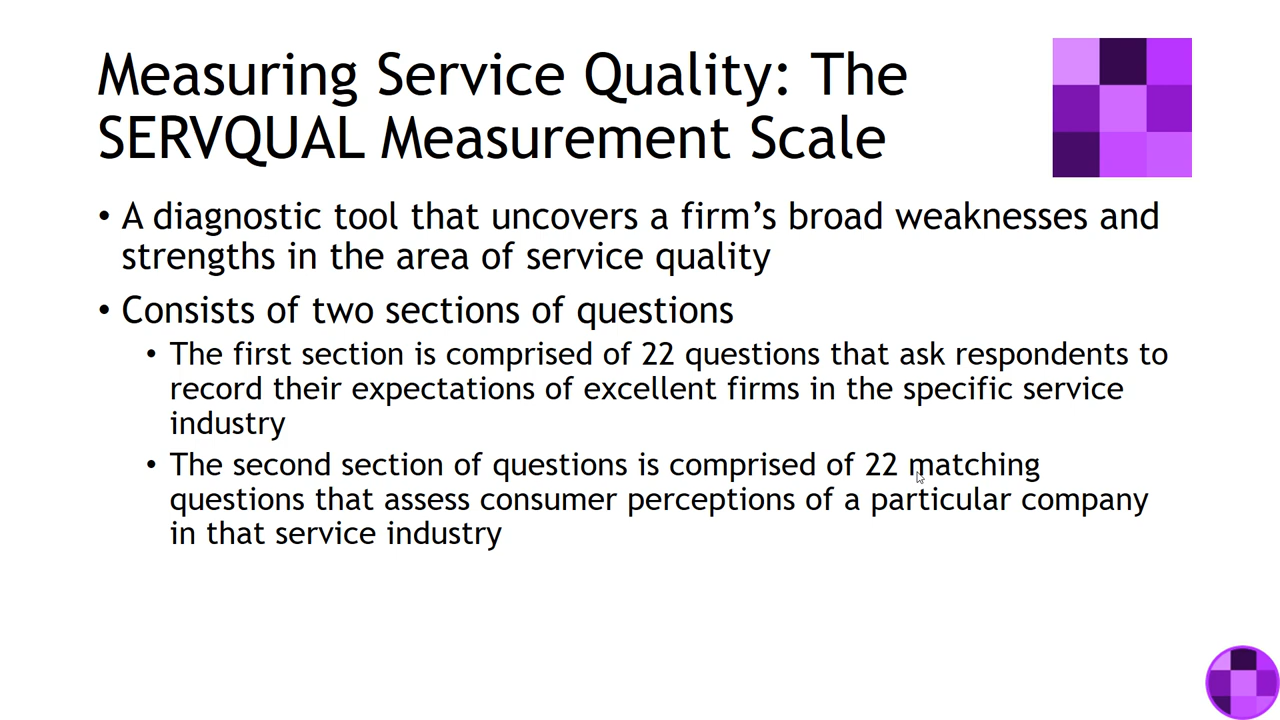 Measuring Service Quality: The
SERVQUAL Measurement Scale
• A diagnostic tool that uncovers a firm’s broad weaknesses and
strengths in the area of service quality
• Consists of two sections of questions
• The first section is comprised of 22 questions that ask respondents to
record their expectations of excellent firms in the specific service
industry
• The second section of questions is comprised of 22 matching
questions that assess consumer perceptions of a particular company
in that service industry